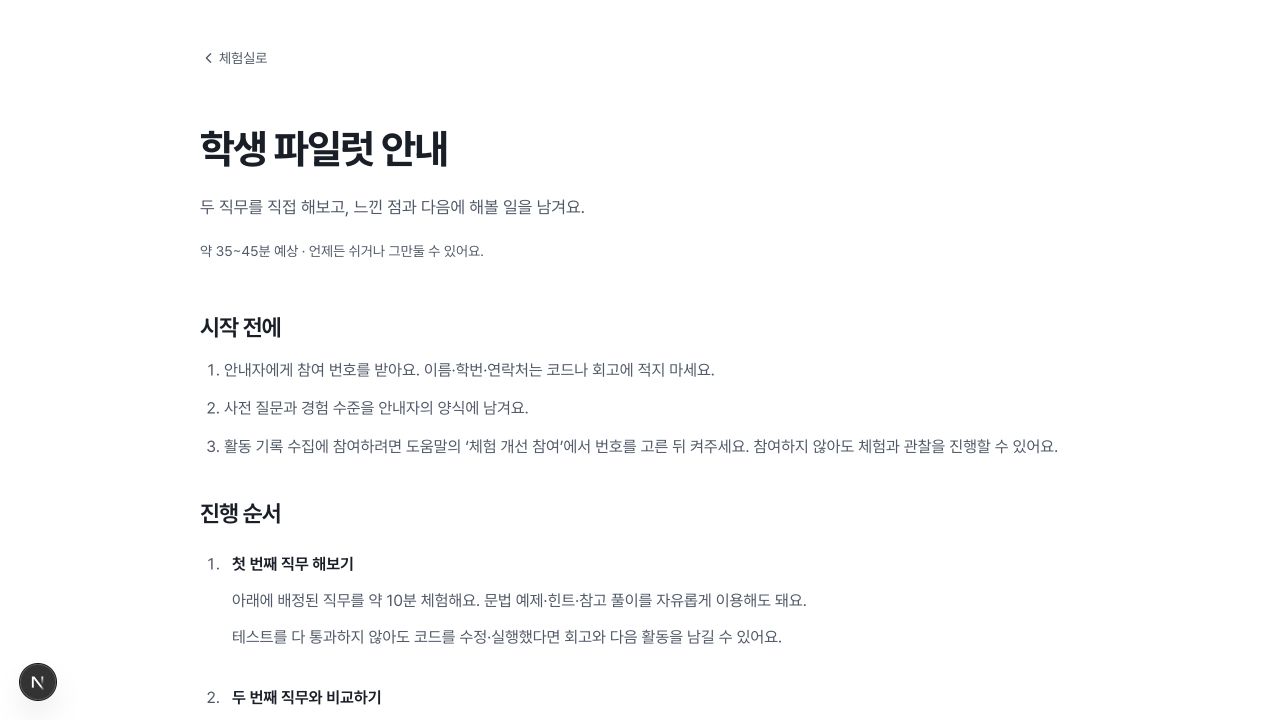 체험실로
학생 파일럿 안내
두 직무를 직접 해보고, 느낀 점과 다음에 해볼 일을 남겨요.
약 35~45분 예상 · 언제든 쉬거나 그만둘 수 있어요.
시작 전에
1. 안내자에게 참여 번호를 받아요. 이름·학번·연락처는 코드나 회고에 적지 마세요.
2. 사전 질문과 경험 수준을 안내자의 양식에 남겨요.
3. 활동 기록 수집에 참여하려면 도움말의 ‘체험 개선 참여’에서 번호를 고른 뒤 켜주세요. 참여하지 않아도 체험과 관찰을 진행할 수 있어요.
진행 순서
1. 첫 번째 직무 해보기
아래에 배정된 직무를 약 10분 체험해요. 문법 예제·힌트·참고 풀이를 자유롭게 이용해도 돼요.
테스트를 다 통과하지 않아도 코드를 수정·실행했다면 회고와 다음 활동을 남길 수 있어요.
N
2. 두 번째 직무와 비교하기